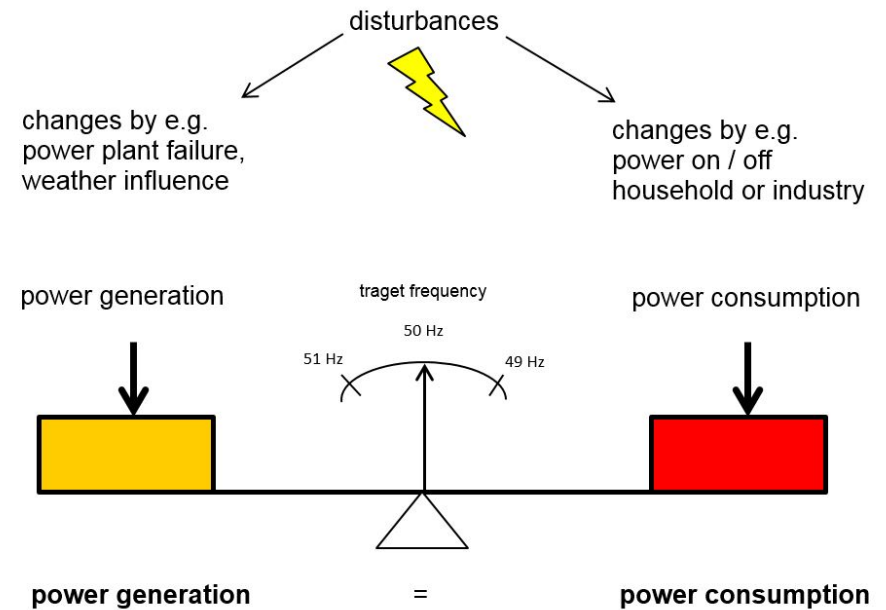 disturbances
changes by e.g.
power plant failure,
weather influence
changes by e.g.
power on / off
household or industry
power generation
traget frequency
power consumption
50 Hz
51 Hz
49 Hz
power generation = power consumption